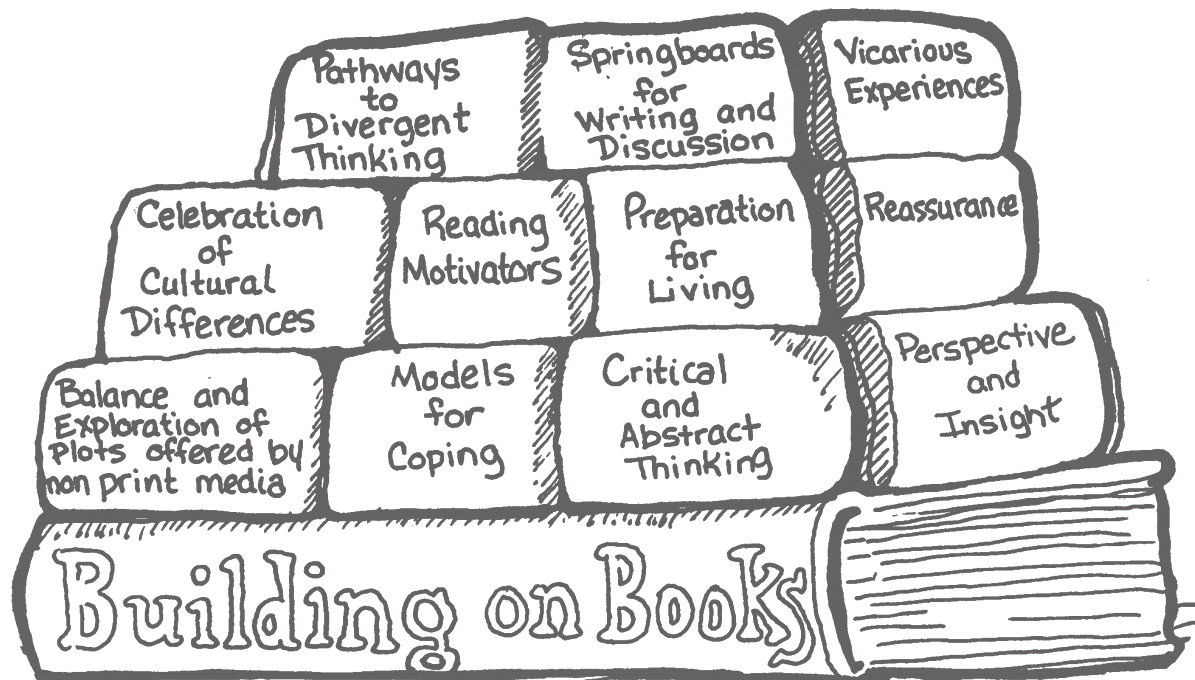 Pathways
to
Divergent
Thinking
Springboards
for
Writing and
Discussion
Vicarious
Experiences
Celebration
of
Cultural
Differences
Reading
Motivators
Preparation
for
Living
Reassurance
Balance and
Exploration of
Plots offered by
non print media
Models
for
Coping
Critical
and
Abstract
Thinking
Perspective
and
Insight
Building on Books